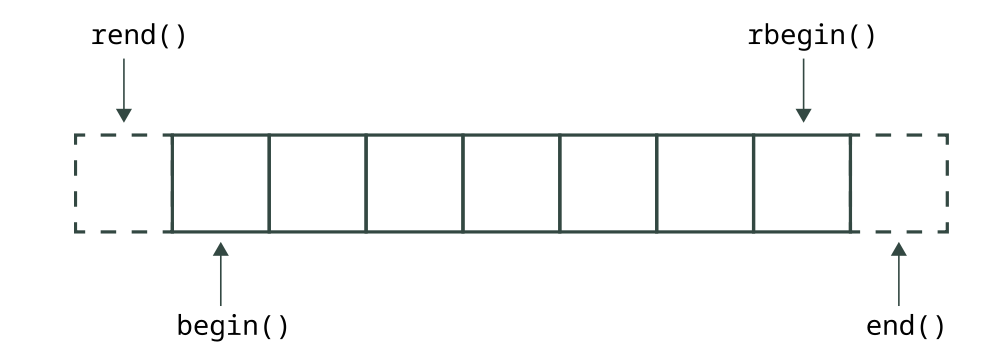 rend()
rbegin()
begin()
end()